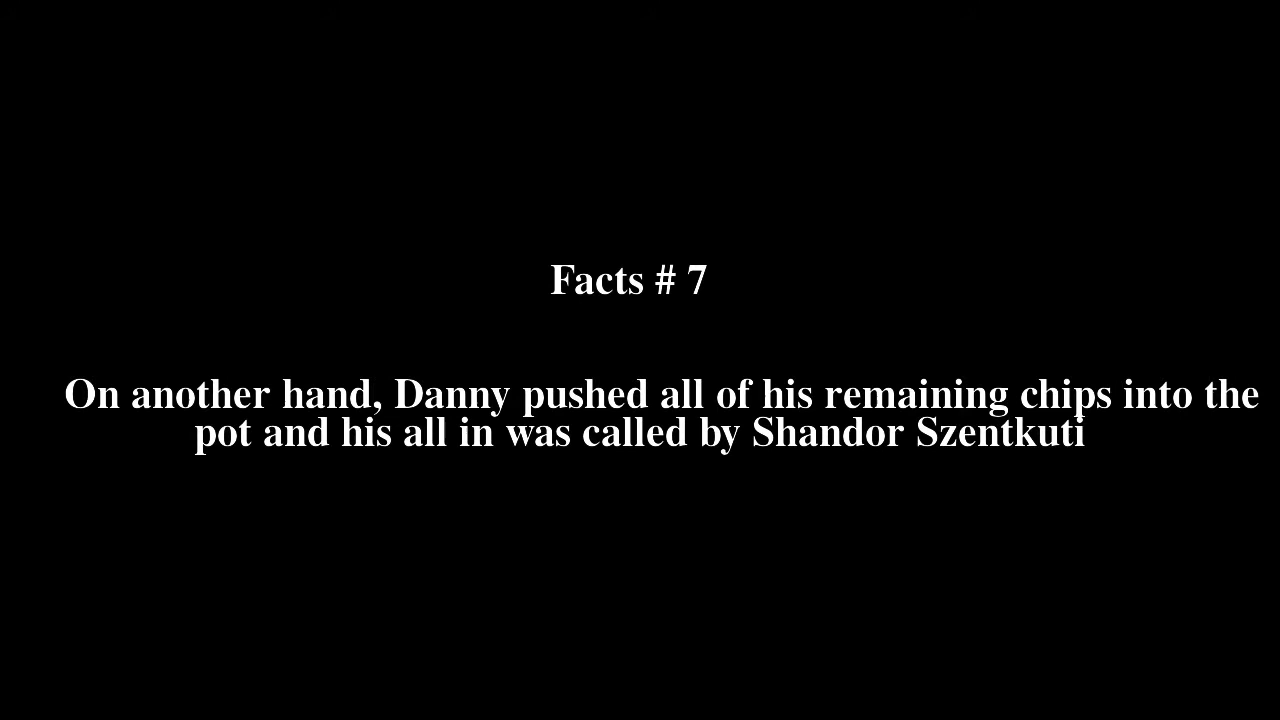 Facts # 7
On another hand, Danny pushed all of his remaining chips into the
pot and his all in was called by Shandor Szentkuti